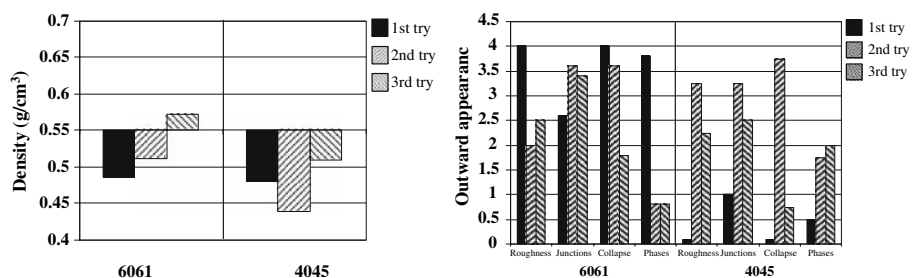 0.7
0.65
0.6
0.55
0.5
0.45
0.4
Density (g/cm³)
6061
4045
1st try
2nd try
3rd try
4.5
4
3.5
3
2.5
2
1.5
1
0.5
0
Outward appearanc
Roughness Junctions Collapse Phases Roughness Junctions Collapse Phases
6061
4045
1st try
2nd try
3rd try